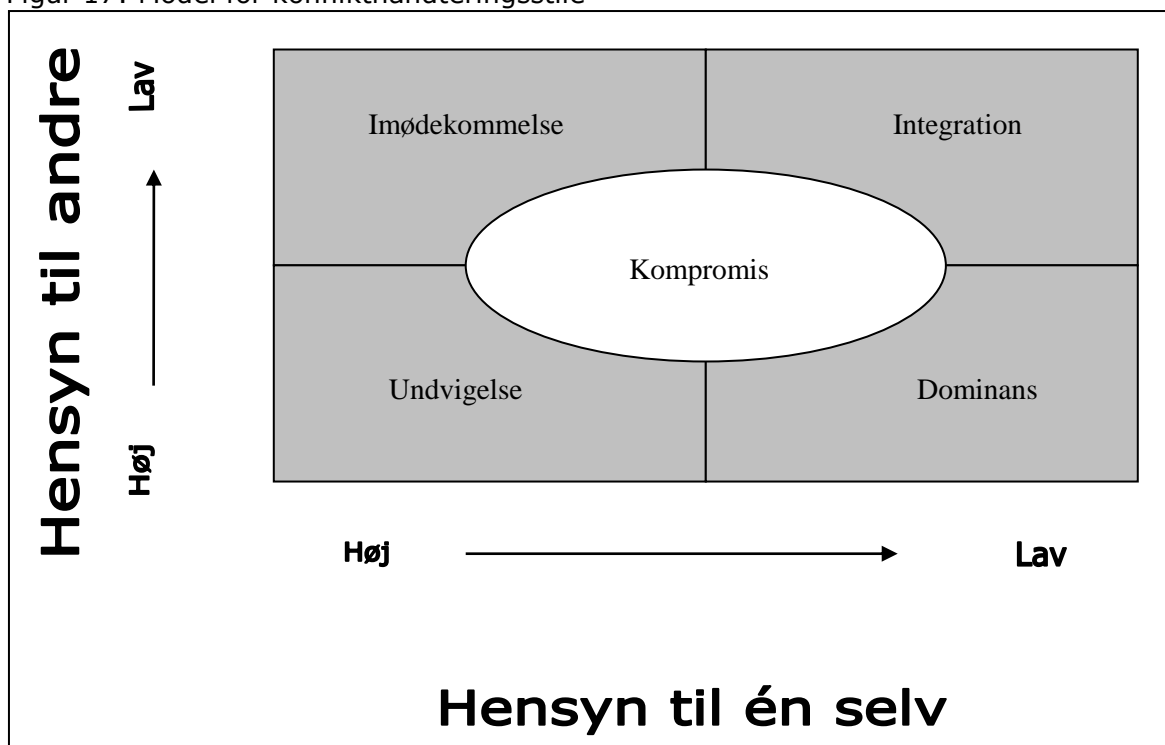 Figur 17: Model for konflikthåndteringsstile
Hensyn til andre
Lav
Høj
Imødekommelse
Integration
Kompromis
Undvigelse
Dominans
Høj
Lav
Hensyn til én selv